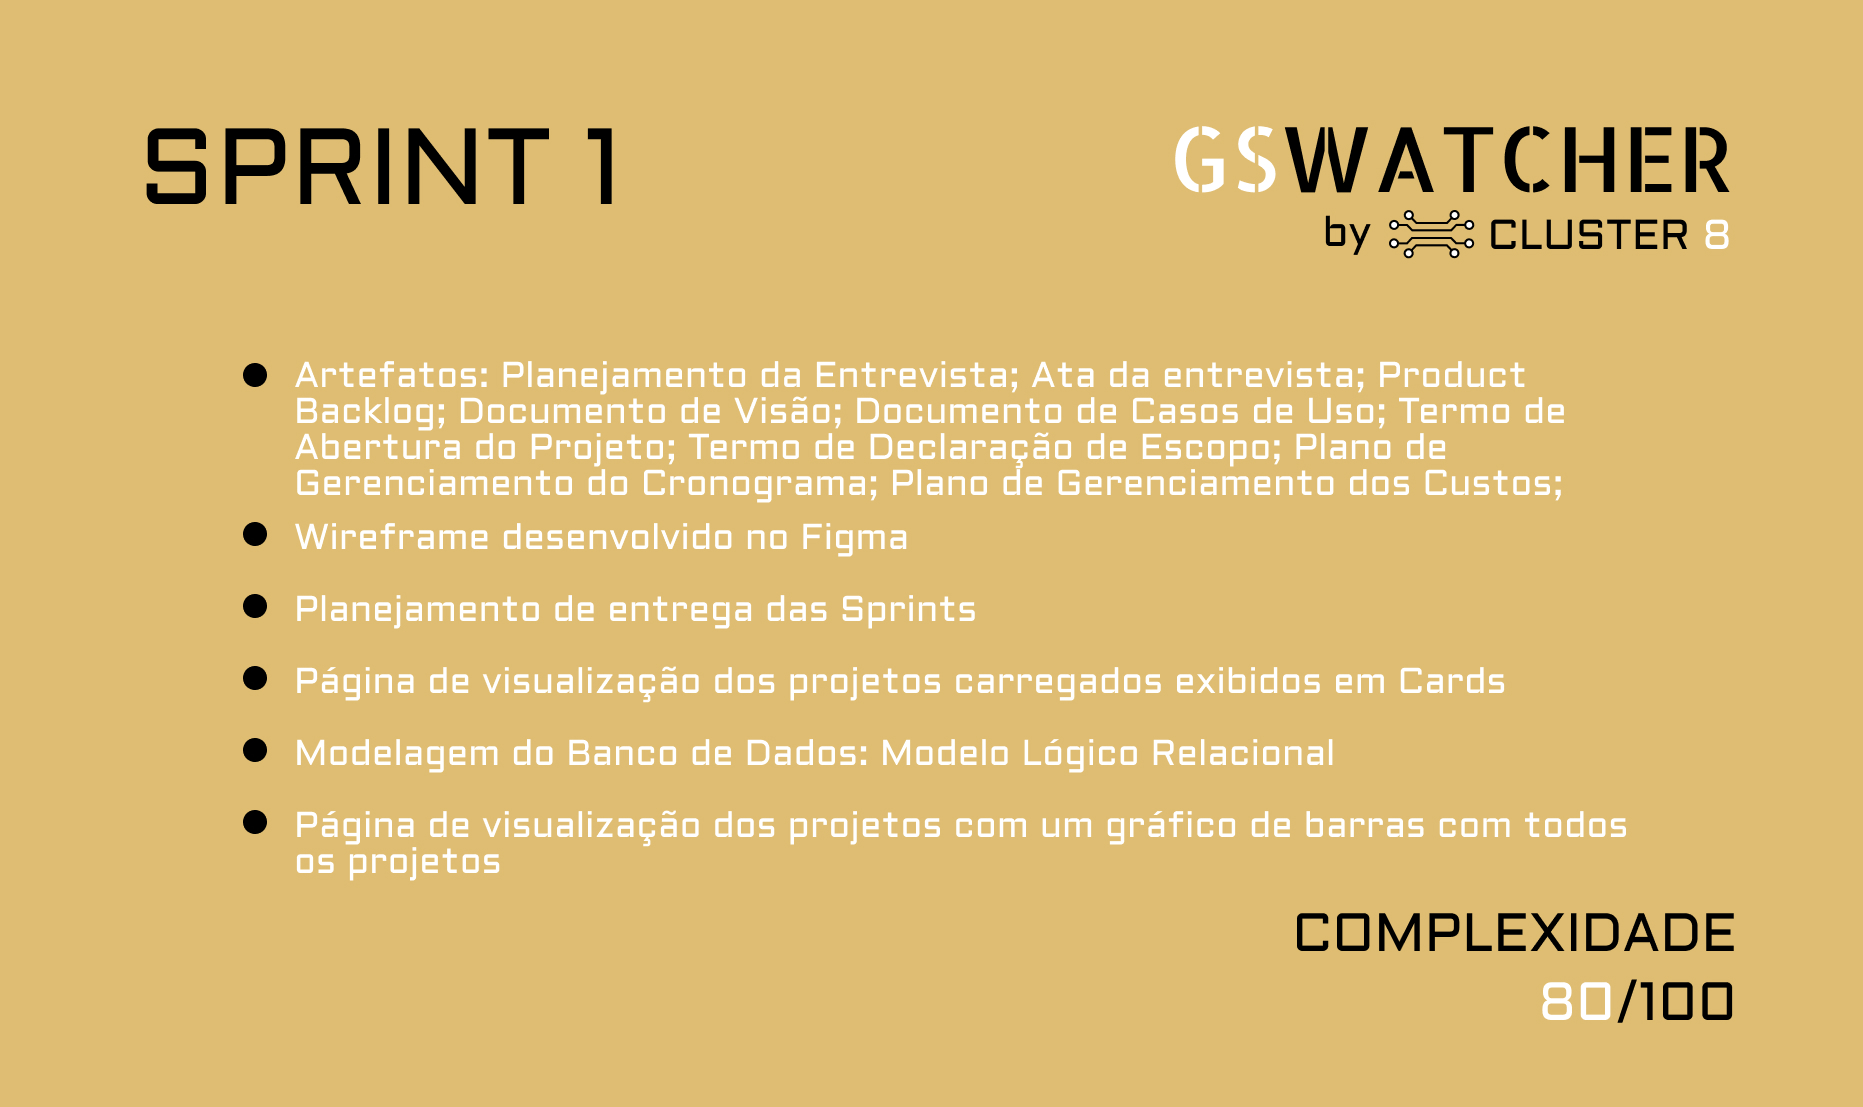 SPRINT 1
GSWATCHER
by CLUSTER 8
Artefatos: Planejamento da Entrevista; Ata da entrevista; Product
Backlog; Documento de Visão; Documento de Casos de Uso; Termo de
Abertura do Projeto; Termo de Declaração de Escopo; Plano de
Gerenciamento do Cronograma; Plano de Gerenciamento dos Custos;
Wireframe desenvolvido no Figma
Planejamento de entrega das Sprints
Página de visualização dos projetos carregados exibidos em Cards
Modelagem do Banco de Dados: Modelo Lógico Relacional
Página de visualização dos projetos com um gráfico de barras com todos
os projetos
COMPLEXIDADE
80/100